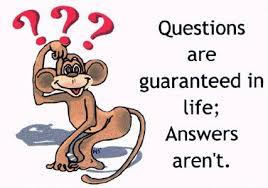 ? ? ?
Questions
are
guaranteed in
life;
Answers
aren't.